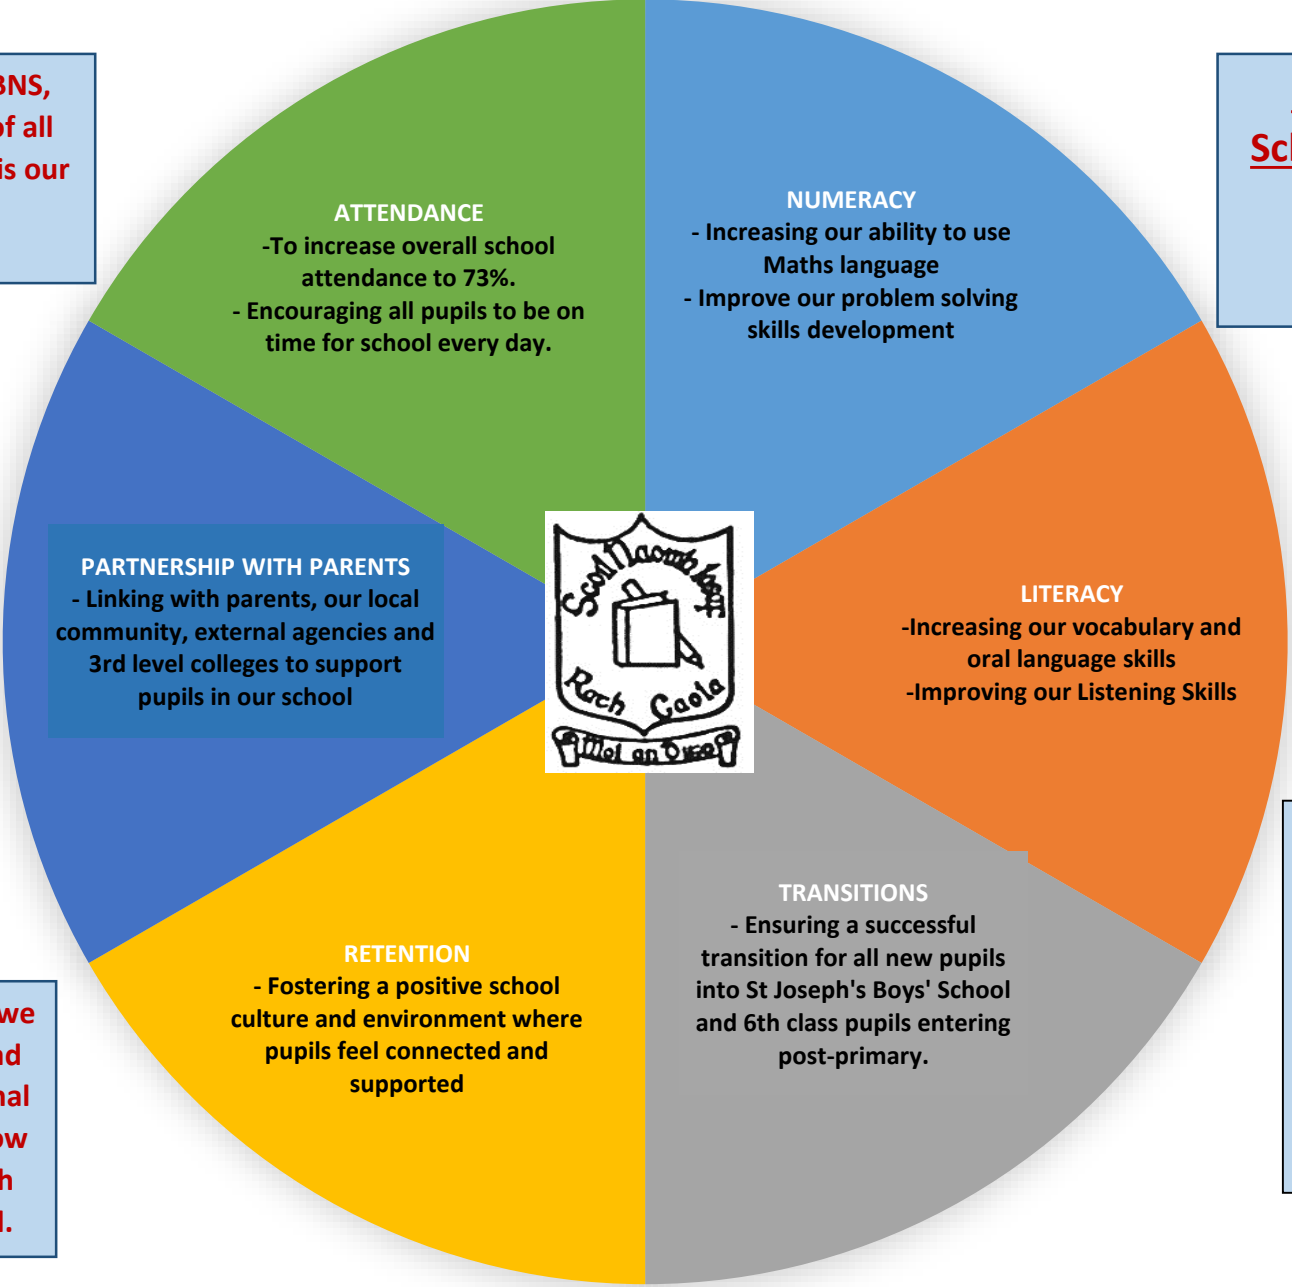 BNS,
of all
is our
Sch
ATTENDANCE
-To increase overall school
attendance to 73%.
- Encouraging all pupils to be on
time for school every day.
NUMERACY
- Increasing our ability to use
Maths language
- Improve our problem solving
skills development
PARTNERSHIP WITH PARENTS
- Linking with parents, our local
community, external agencies and
3rd level colleges to support
pupils in our school
Rath Caola
Mol an
LITERACY
-Increasing our vocabulary and
oral language skills
-Improving our Listening Skills
RETENTION
- Fostering a positive school
culture and environment where
pupils feel connected and
supported
TRANSITIONS
- Ensuring a successful
transition for all new pupils
into St Joseph's Boys' School
and 6th class pupils entering
post-primary.
we
nd
nal
ow
h
l.